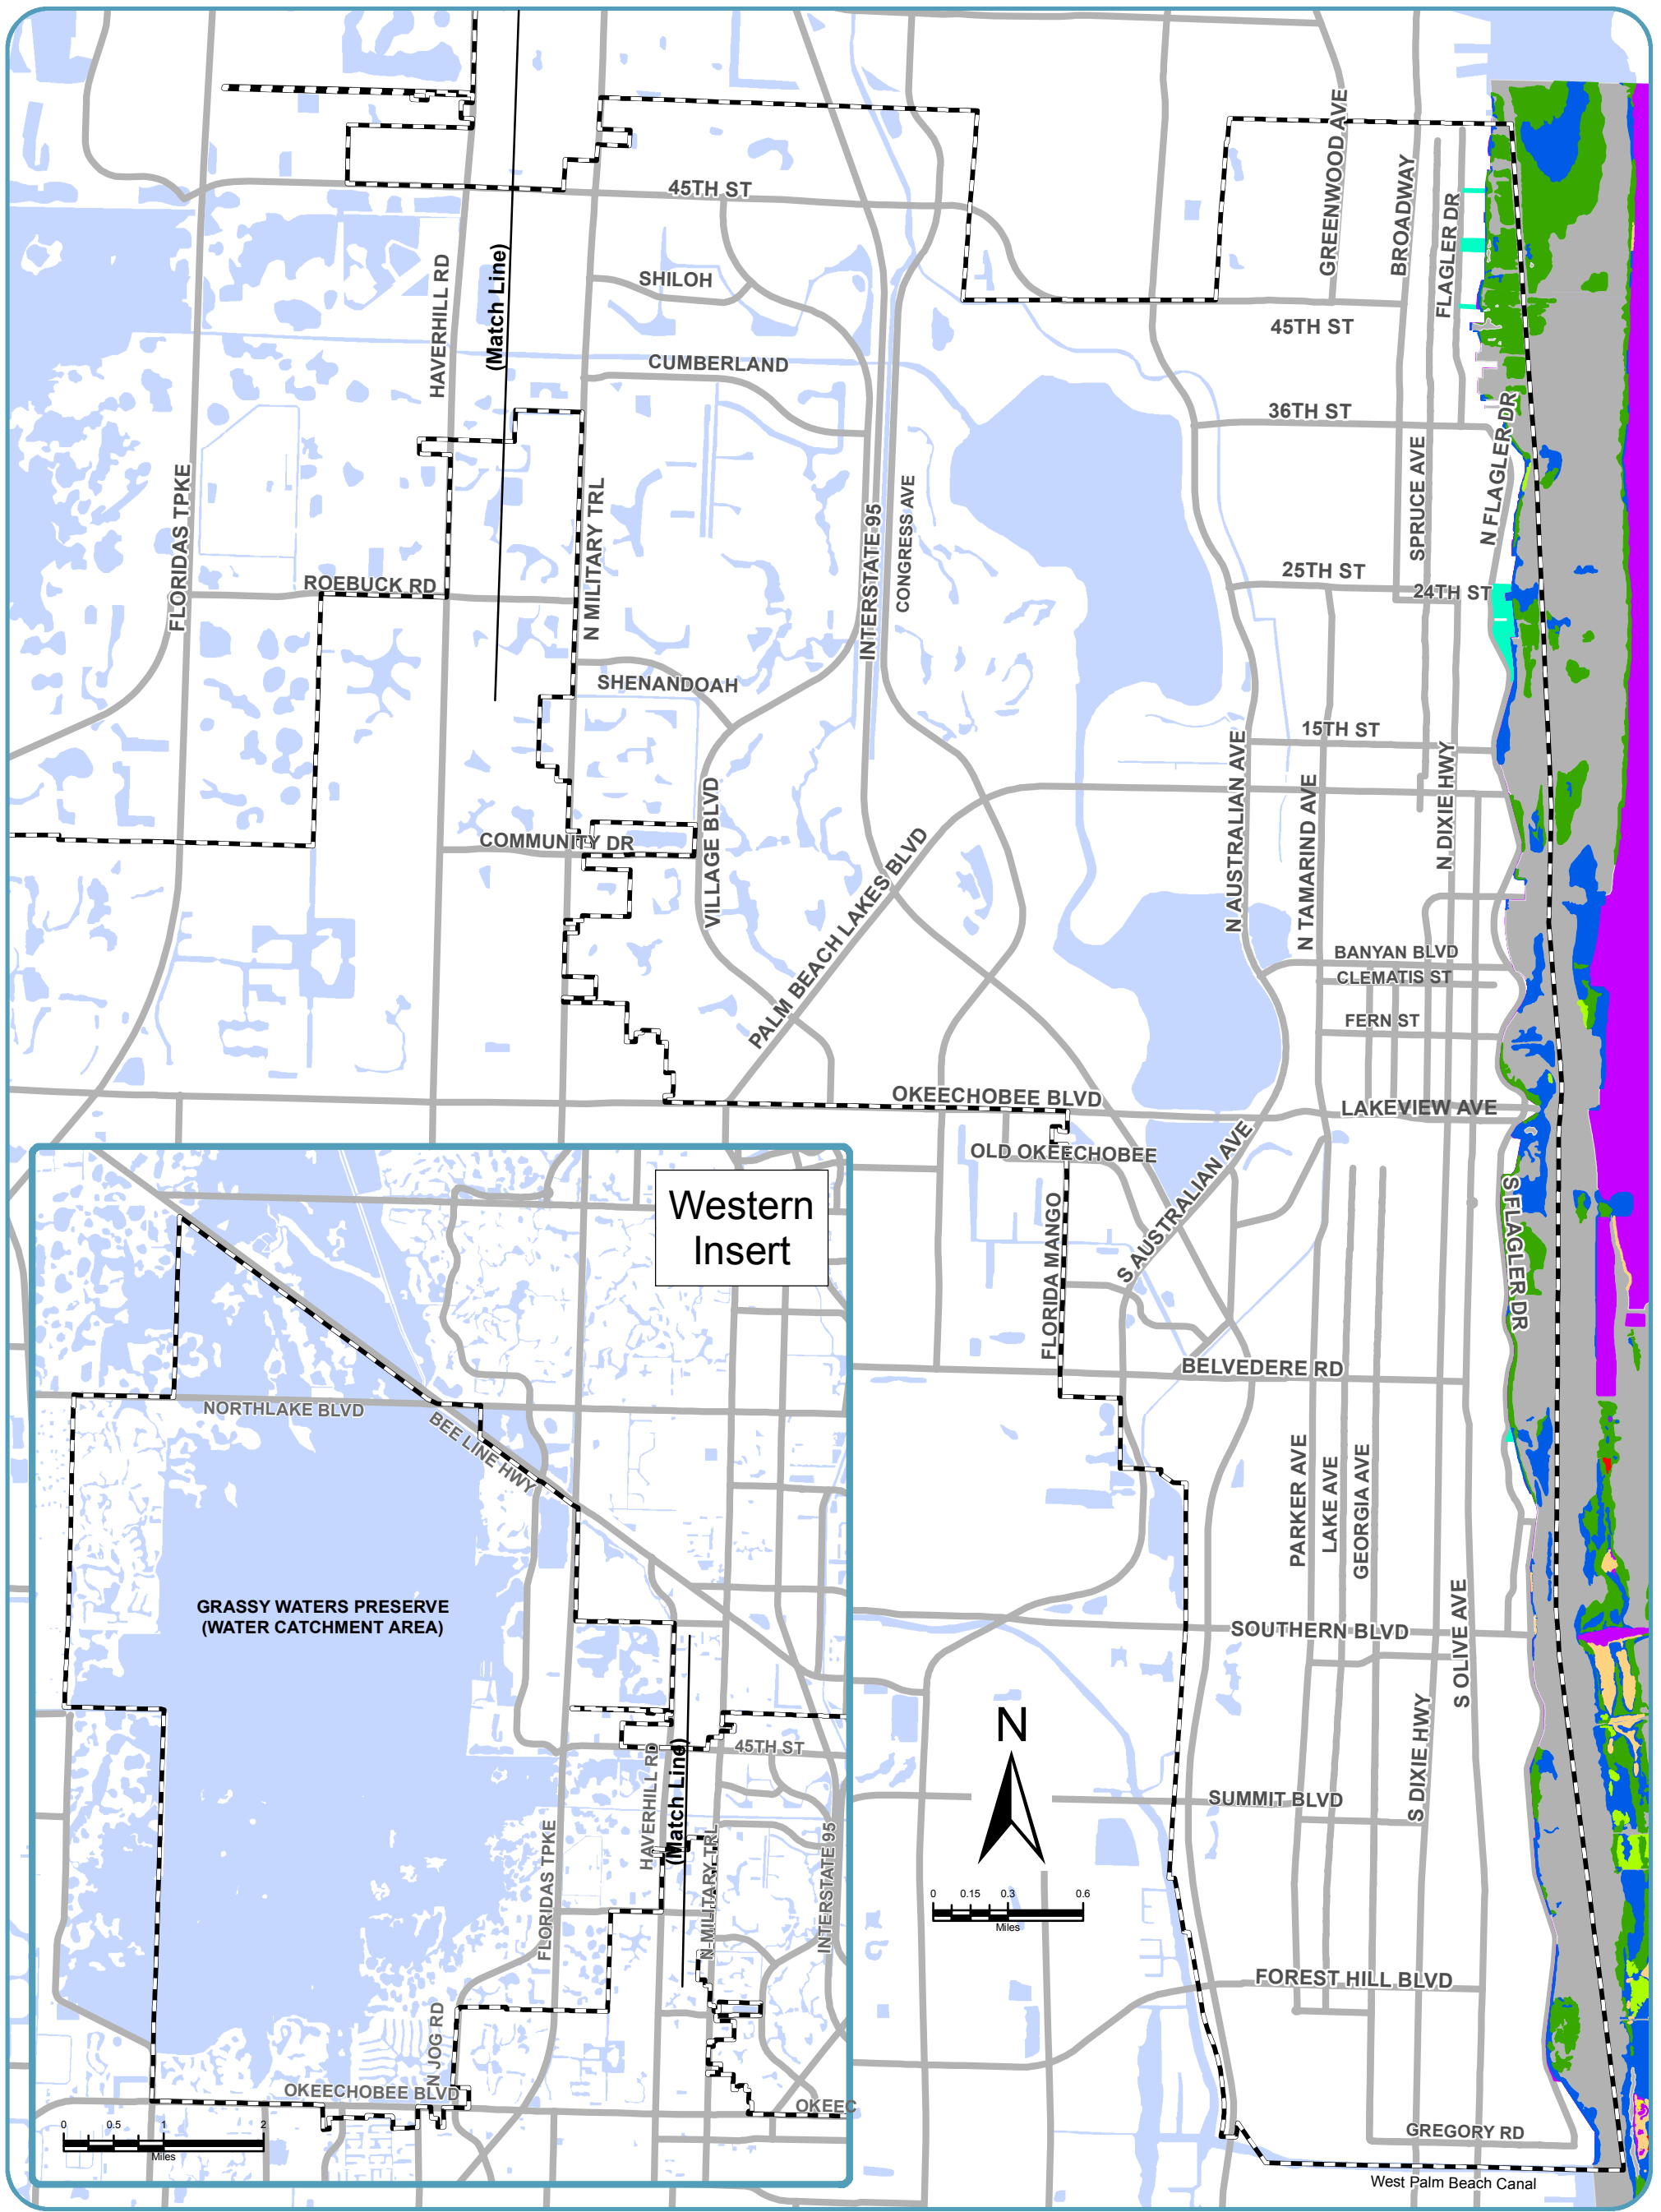 45TH ST
GREENWOOD AVE
BROADWAY
FLAGLER DR
HAVERHILL RD
(Match Line)
SHILOH
45TH ST
CUMBERLAND
36TH ST
FLORIDAS TPKE
N MILITARY TRL
INTERSTATE 95
CONGRESS AVE
SPRUCE AVE
N FLAGLER DR
ROEBUCK RD
25TH ST
24TH ST
SHENANDOAH
15TH ST
N AUSTRALIAN AVE
N TAMARIND AVE
N DIXIE HWY
COMMUNITY DR
VILLAGE BLVD
PALM BEACH LAKES BLVD
BANYAN BLVD
CLEMATIS ST
FERN ST
OKEECHOBEE BLVD
LAKEVIEW AVE
OLD OKEECHOBEE
S AUSTRALIAN AVE
FLORIDA MANGO
S FLAGLER DR
BELVEDERE RD
PARKER AVE
LAKE AVE
GEORGIA AVE
SOUTHERN BLVD
S OLIVE AVE
S DIXIE HWY
N
SUMMIT BLVD
0 0.15 0.3 0.6
Miles
FOREST HILL BLVD
GREGORY RD
West Palm Beach Canal
Western
Insert
NORTHLAKE BLVD
BEE LINE HWY
GRASSY WATERS PRESERVE
(WATER CATCHMENT AREA)
45TH ST
HAVERHILL RD
(Match Line)
N MILITARY TRL
FLORIDAS TPKE
INTERSTATE 95
N JOG RD
OKEECHOBEE BLVD
OKEEC
0 0.5 1 2
Miles